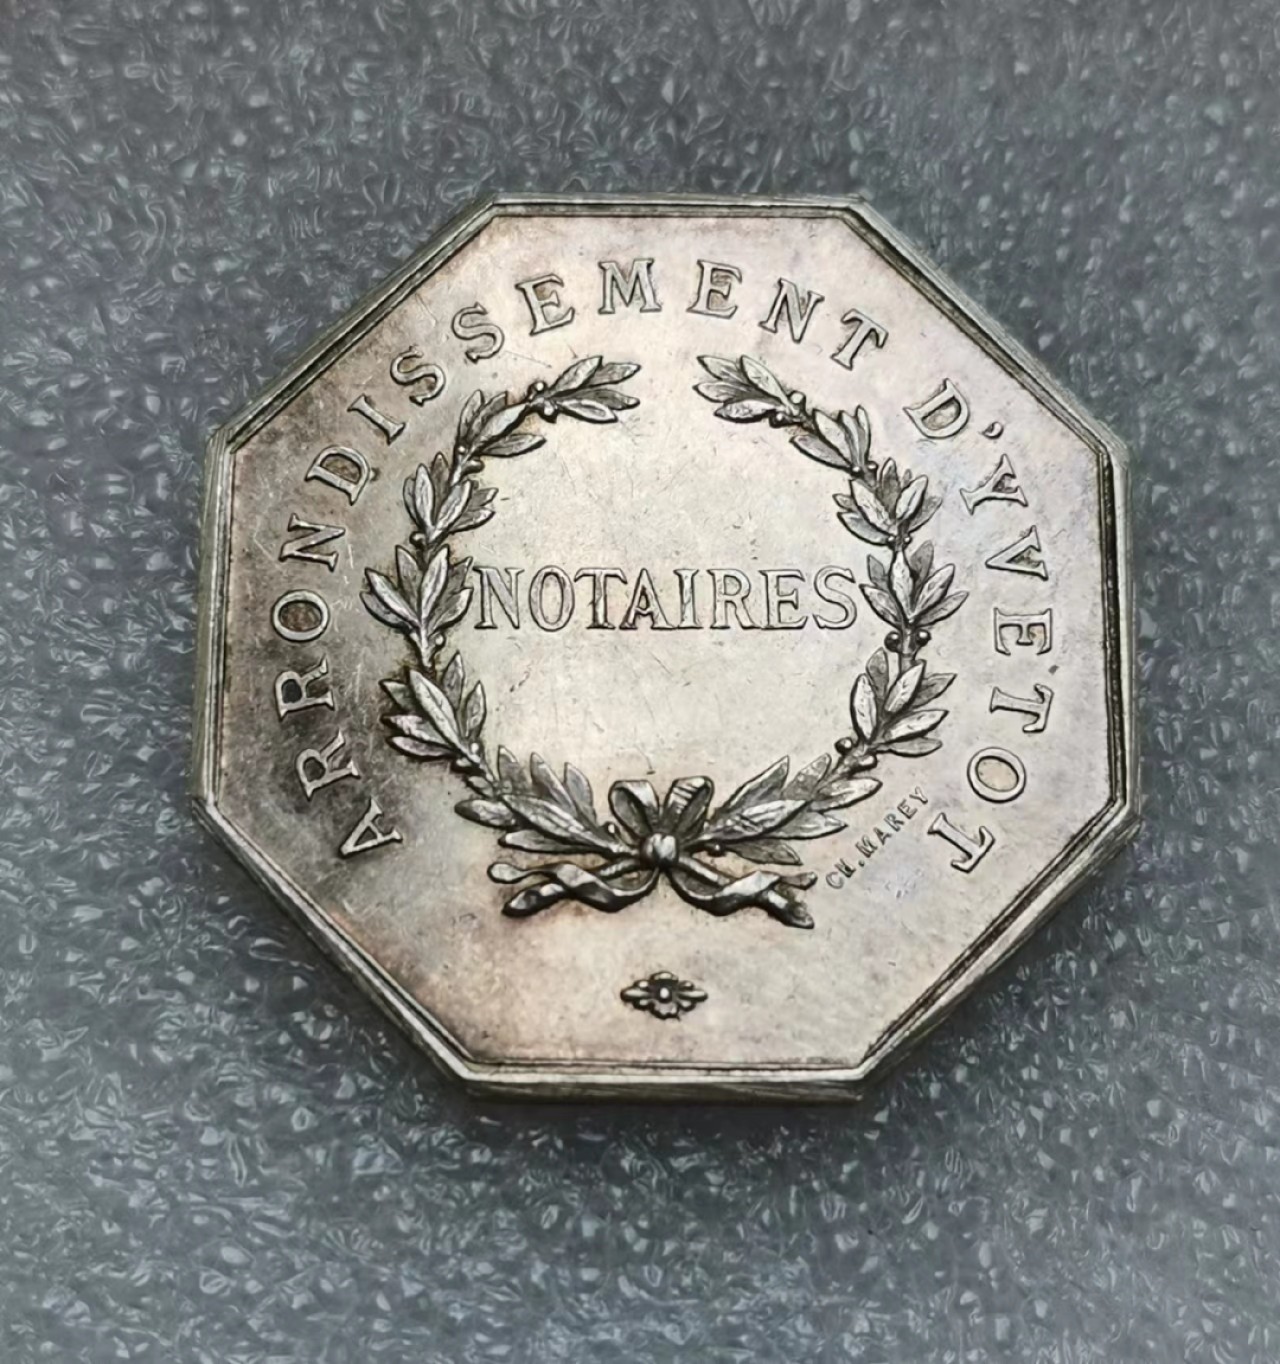 ARRONDISSEMENT D'YVETOT
NOTAIRES
CH. MAREY